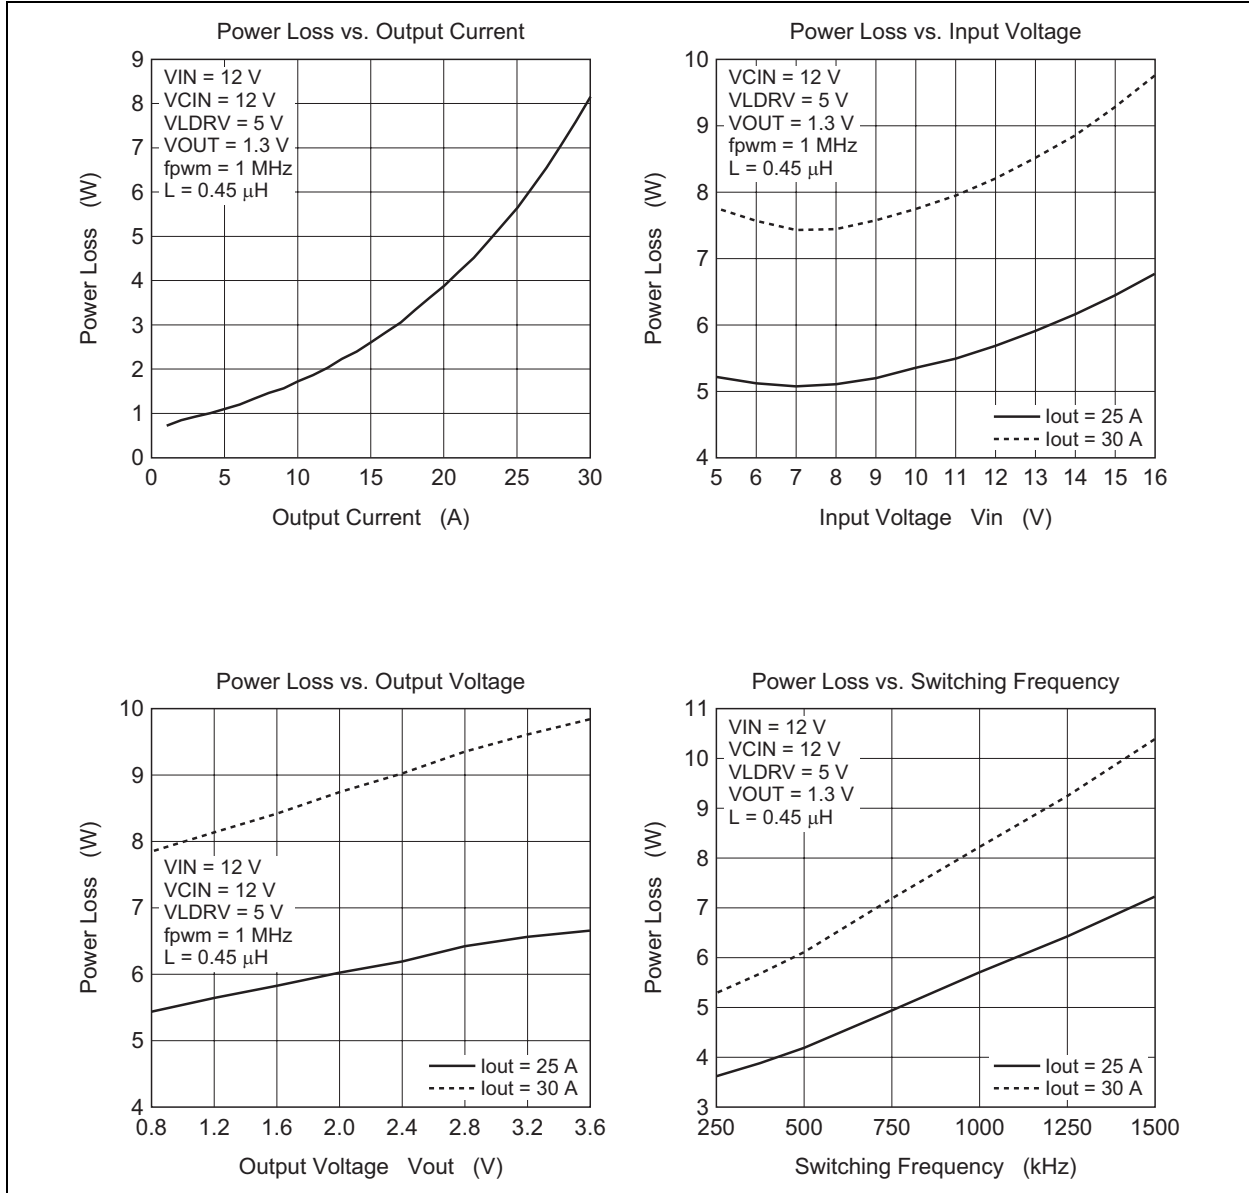 Power Loss vs. Output Current
9
8
7
6
5
4
3
2
1
0
Power Loss (W)
VIN = 12 V
VCIN = 12 V
VLDRV = 5 V
VOUT = 1.3 V
fpwm = 1 MHz
L = 0.45 μH
0 5 10 15 20 25 30
Output Current (A)
Power Loss vs. Input Voltage
10
9
8
7
6
5
4
Power Loss (W)
VCIN = 12 V
VLDRV = 5 V
VOUT = 1.3 V
fpwm = 1 MHz
L = 0.45 μH
Iout = 25 A
Iout = 30 A
5 6 7 8 9 10 11 12 13 14 15 16
Input Voltage Vin (V)
Power Loss vs. Output Voltage
10
9
8
7
6
5
4
Power Loss (W)
VIN = 12 V
VCIN = 12 V
VLDRV = 5 V
fpwm = 1 MHz
L = 0.45 μH
Iout = 25 A
Iout = 30 A
0.8 1.2 1.6 2.0 2.4 2.8 3.2 3.6
Output Voltage Vout (V)
Power Loss vs. Switching Frequency
11
10
9
8
7
6
5
4
3
Power Loss (W)
VIN = 12 V
VCIN = 12 V
VLDRV = 5 V
VOUT = 1.3 V
L = 0.45 μH
Iout = 25 A
Iout = 30 A
250 500 750 1000 1250 1500
Switching Frequency (kHz)